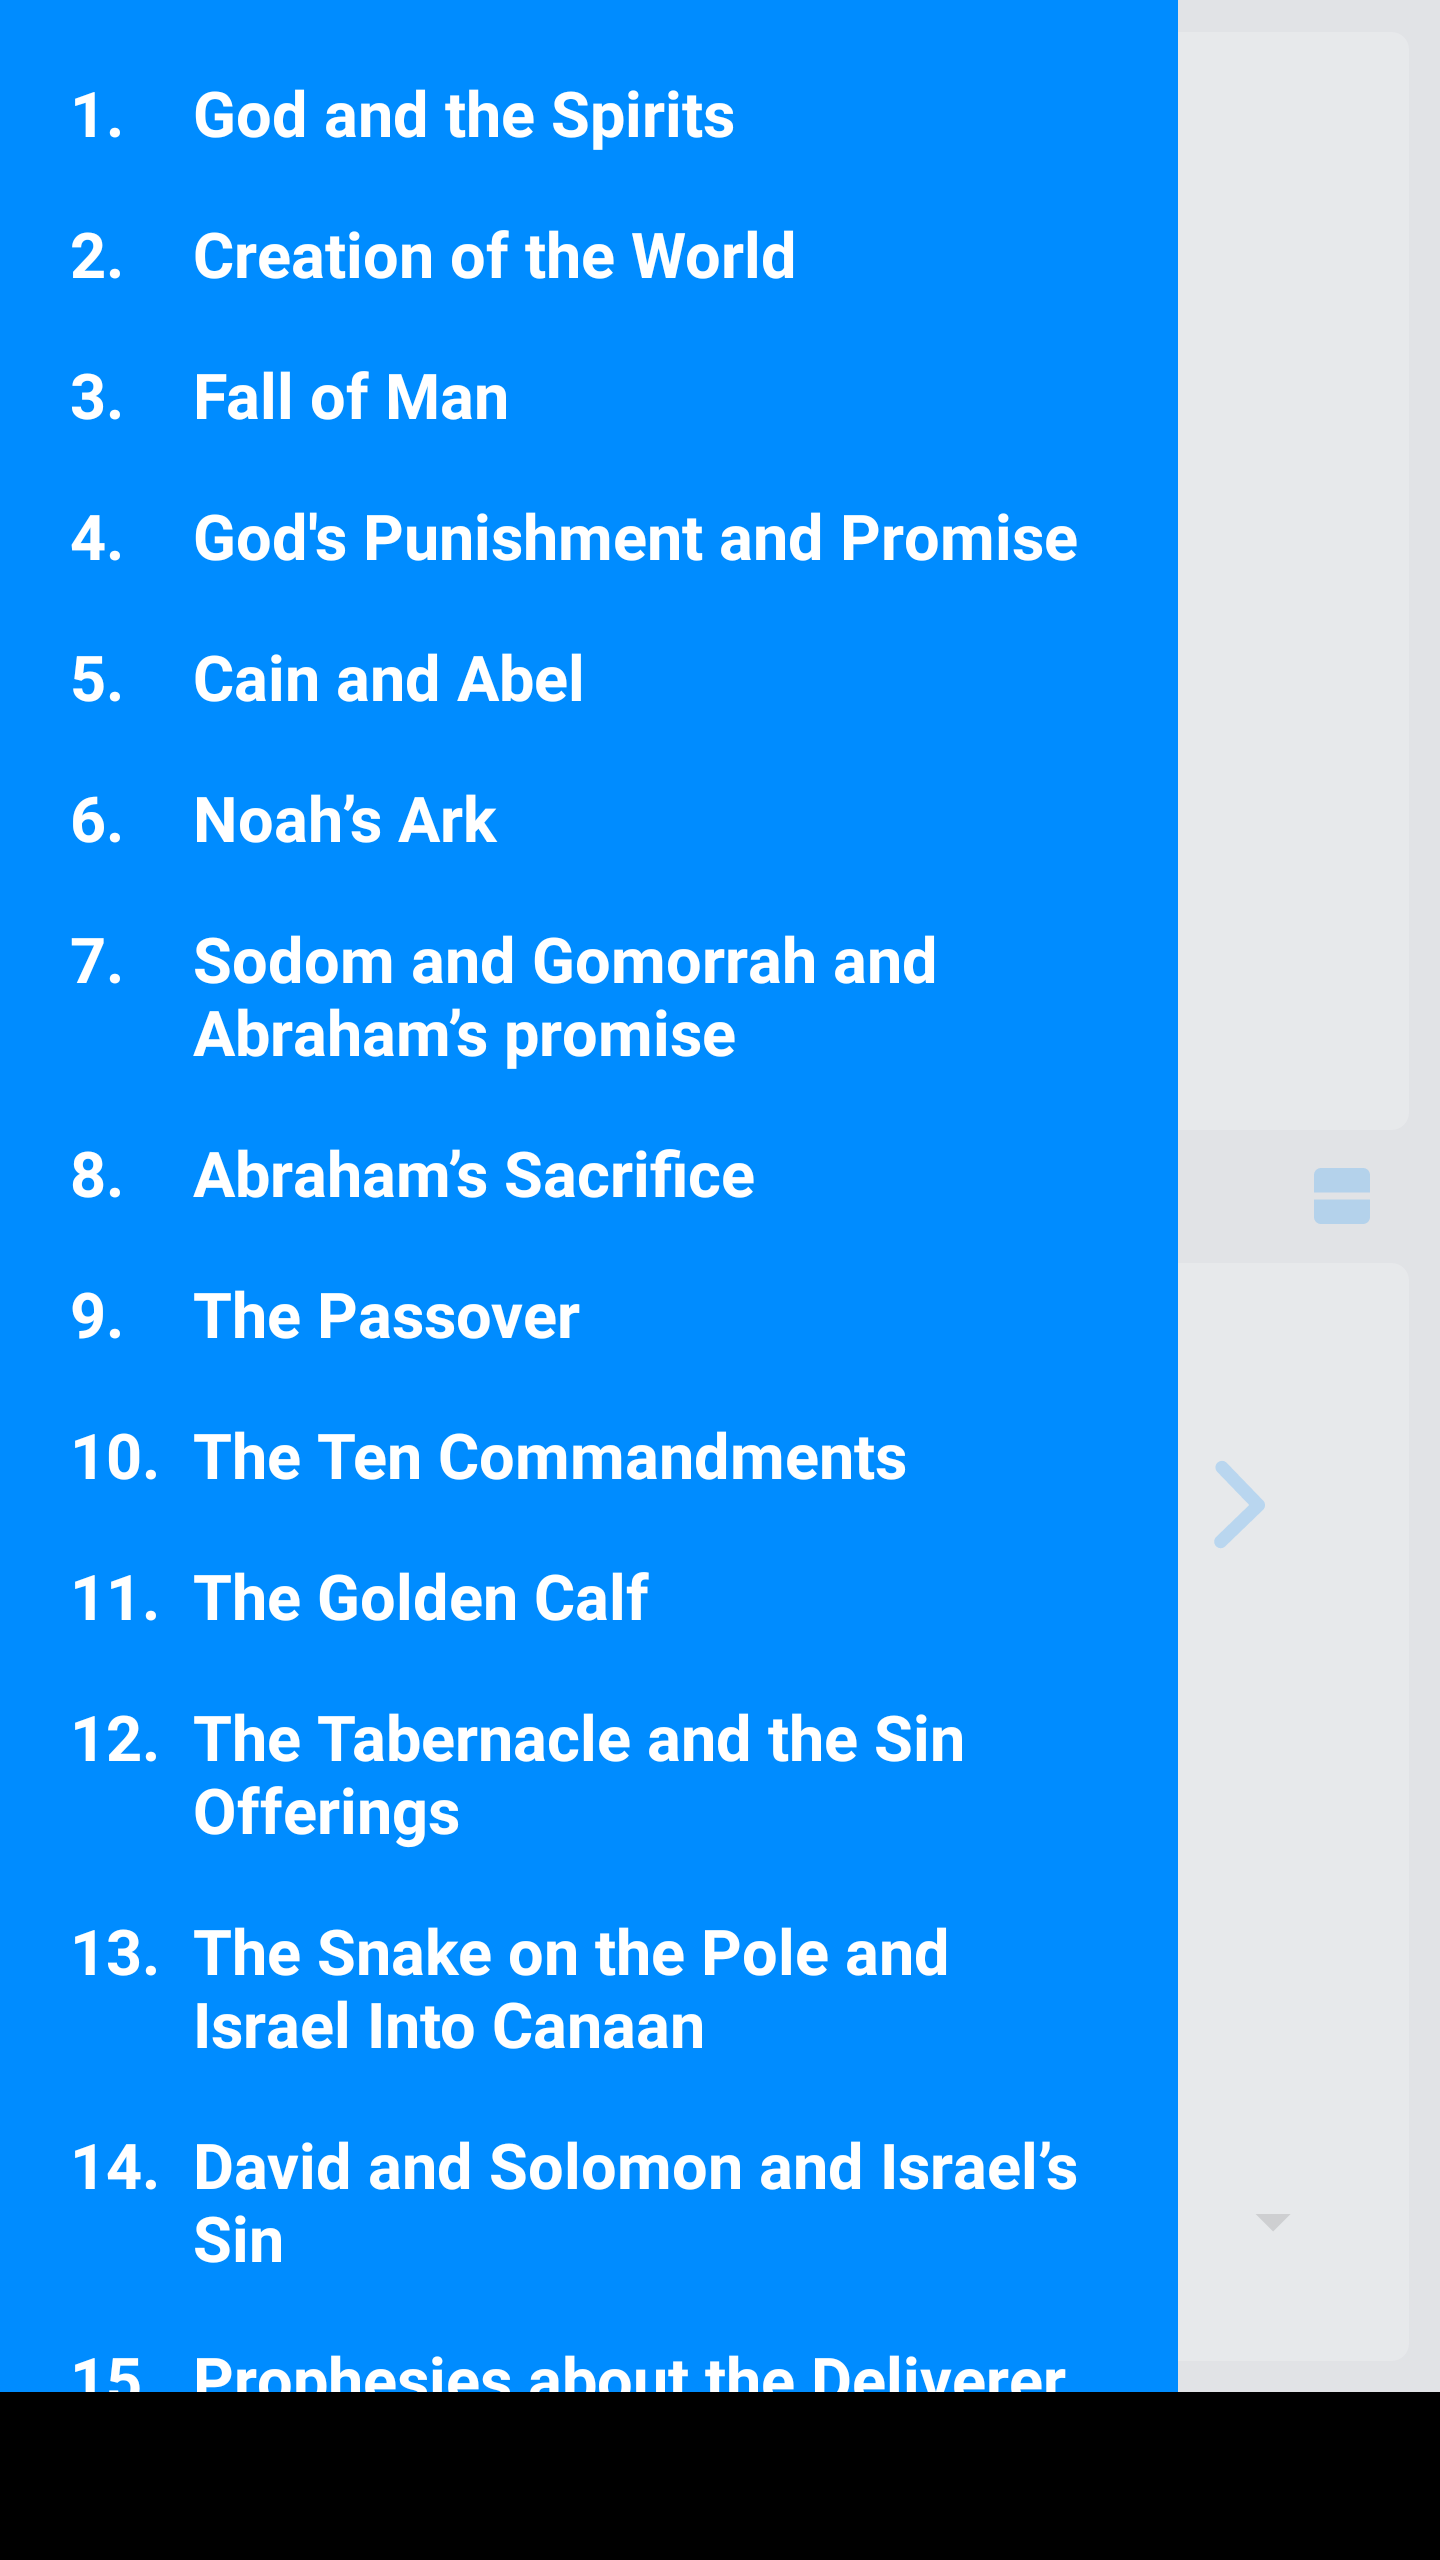 1. God and the Spirits
2. Creation of the World
3. Fall of Man
4. God's Punishment and Promise
5. Cain and Abel
6. Noah’s Ark
7. Sodom and Gomorrah and
Abraham’s promise
8. Abraham’s Sacrifice
9. The Passover
10. The Ten Commandments
11. The Golden Calf
12. The Tabernacle and the Sin
Offerings
13. The Snake on the Pole and
Israel Into Canaan
14. David and Solomon and Israel’s
Sin
15. Prophesies about the Deliverer